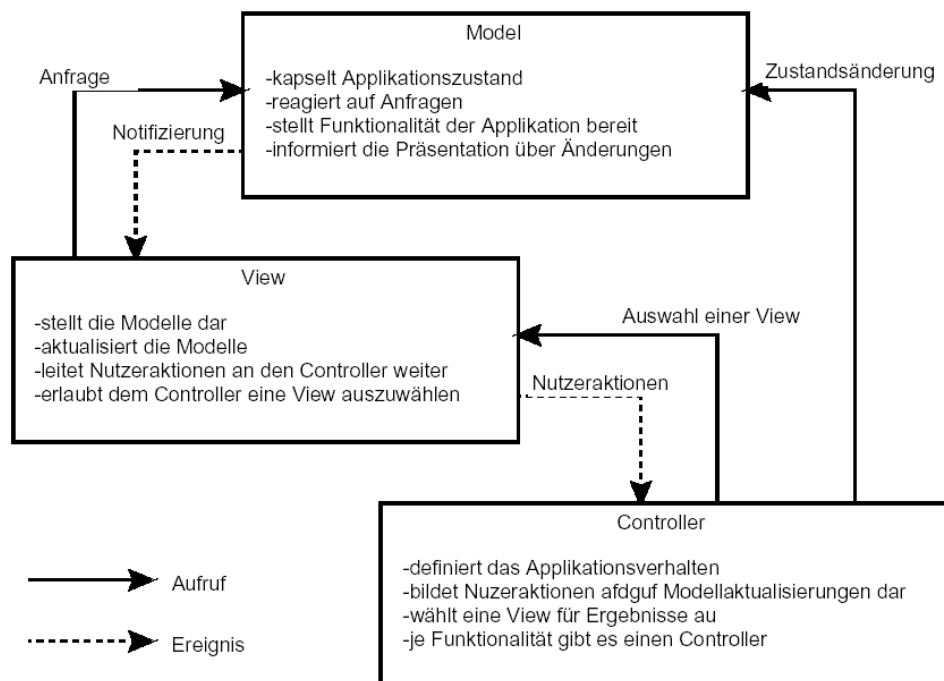 Model
Anfrage
Zustandsänderung
-kapselt Applikationszustand
-reagiert auf Anfragen
-stellt Funktionalität der Applikation bereit
-informiert die Präsentation über Änderungen
Notifizierung
View
-stellt die Modelle dar
-aktualisiert die Modelle
-leitet Nutzeraktionen an den Controller weiter
-erlaubt dem Controller eine View auszuwählen
Auswahl einer View
Nutzeraktionen
Controller
-definiert das Applikationsverhalten
-bildet Nuzeraktionen afdguf Modellaktualisierungen dar
-wählt eine View für Ergebnisse au
-je Funktionalität gibt es einen Controller
Aufruf
Ereignis